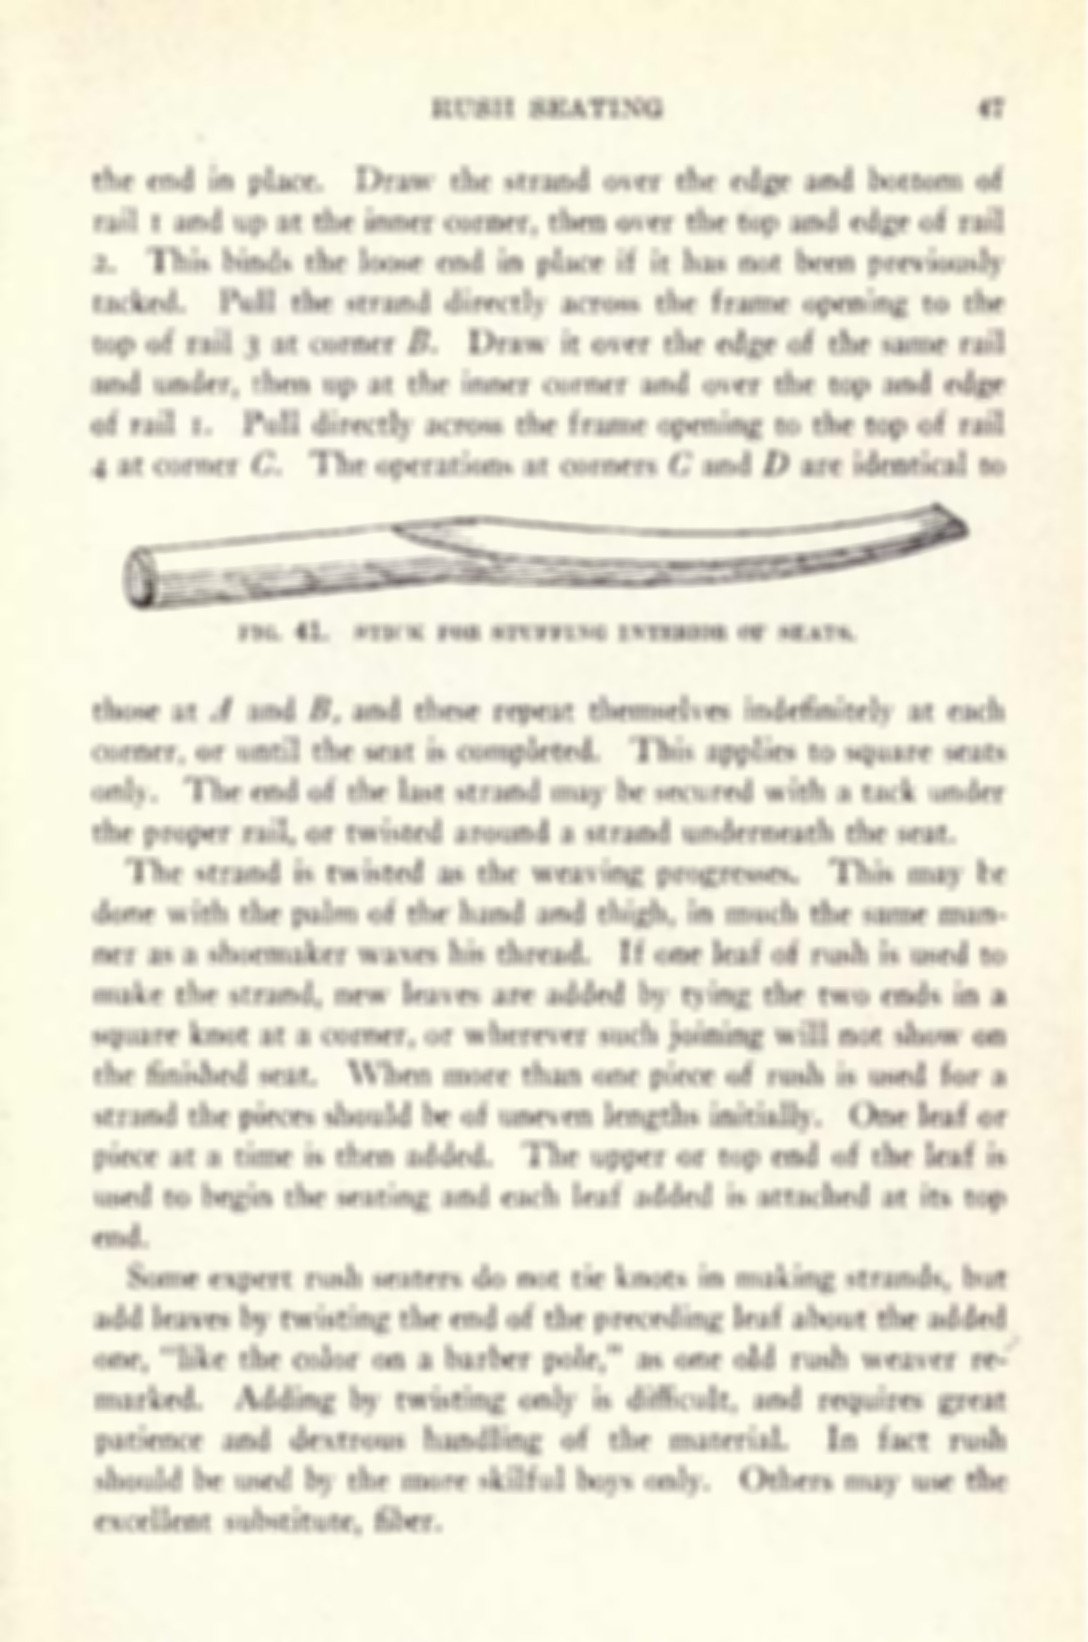 RUSH SEATING 47
the end in place. Draw the strand over the edge and bottom of
rail 1 and up at the inner corner, then over the top and edge of rail
2. This binds the loose end in place if it has not been previously
tacked. Pull the strand directly across the frame opening to the
top of rail 3 at corner B. Draw it over the edge of the same rail
and under, then up at the inner corner and over the top and edge
of rail 1. Pull directly across the frame opening to the top of rail
4 at corner C. The operations at corners C and D are identical to
FIG. 41. STICK FOR STUFFING INTERIOR OF SEATS.
those at A and B, and these repeat themselves indefinitely at each
corner, or until the seat is completed. This applies to square seats
only. The end of the last strand may be secured with a tack under
the proper rail, or twisted around a strand underneath the seat.
The strand is twisted as the weaving progresses. This may be
done with the palm of the hand and thigh, in much the same man-
ner as a shoemaker waxes his thread. If one leaf of rush is used to
make the strand, new leaves are added by tying the two ends in a
square knot at a corner, or wherever such joining will not show on
the finished seat. When more than one piece of rush is used for a
strand the pieces should be of uneven lengths initially. One leaf or
piece at a time is then added. The upper or top end of the leaf is
used to begin the seating and each leaf added is attached at its top
end.
Some expert rush seaters do not tie knots in making strands, but
add leaves by twisting the end of the preceding leaf about the added
one, "like the color on a barber pole," as one old rush weaver re-
marked. Adding by twisting only is difficult, and requires great
patience and dextrous handling of the material. In fact rush
should be used by the more skilful boys only. Others may use the
excellent substitute, fiber.